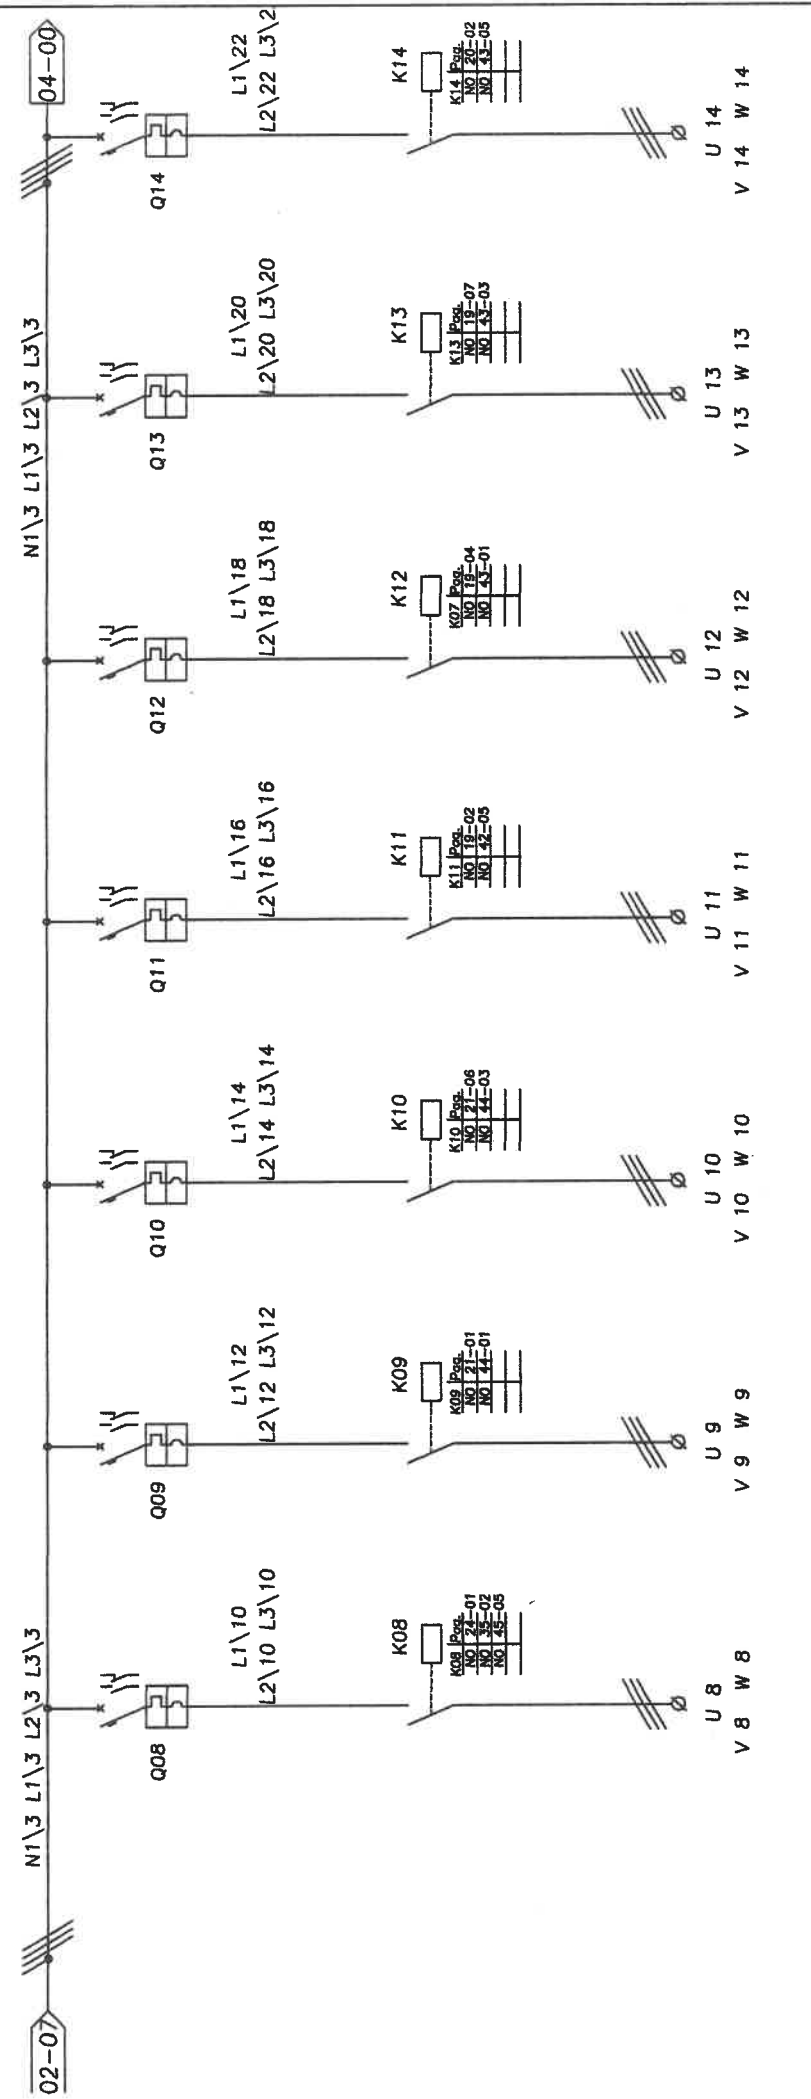 02-07
N1\3 L1\3 L2\3 L3\3
N1\3 L1\3 L2\3 L3\3
04-00
Q08
L1\10
L2\10 L3\10
K08
K08 Pag.
NO 24-01
NO 35-02
NO 45-05
U 8
V 8 W 8
Q09
L1\12
L2\12 L3\12
K09
K09 Pag.
NO 21-01
NO 44-01
U 9
V 9 W 9
Q10
L1\14
L2\14 L3\14
K10
K10 Pag.
NO 21-06
NO 44-03
U 10
V 10 W 10
Q11
L1\16
L2\16 L3\16
K11
K11 Pag.
NO 19-02
NO 42-05
U 11
V 11 W 11
Q12
L1\18
L2\18 L3\18
K12
K07 Pag.
NO 19-04
NO 43-01
U 12
V 12 W 12
Q13
L1\20
L2\20 L3\20
K13
K13 Pag.
NO 19-07
NO 43-03
U 13
V 13 W 13
Q14
L1\22
L2\22 L3\2
K14
K14 Pag.
NO 20-02
NO 43-05
U 14
V 14 W 14